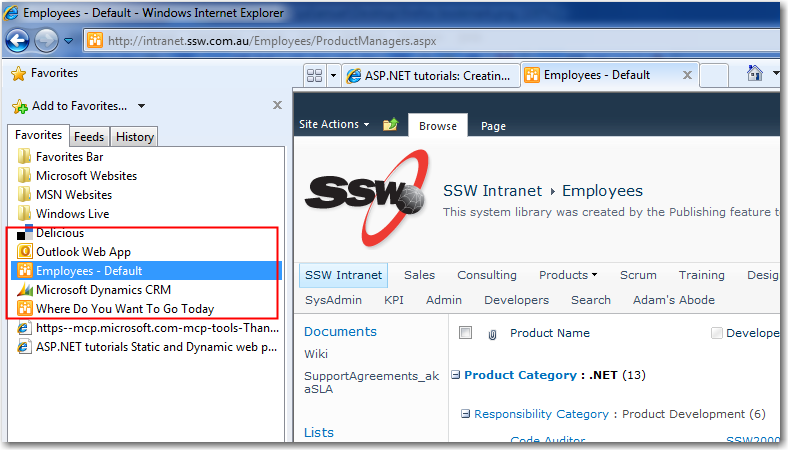 Employees - Default - Windows Internet Explorer
http://intranet.ssw.com.au/Employees/ProductManagers.aspx
Favorites
ASP.NET tutorials: Creatin...
Employees - Default
Add to Favorites...
Favorites
Feeds
History
Favorites Bar
Microsoft Websites
MSN Websites
Windows Live
Delicious
Outlook Web App
Employees - Default
Microsoft Dynamics CRM
Where Do You Want To Go Today
https--mcp.microsoft.com-mcp-tools-Than...
ASP.NET tutorials Static and Dynamic web p...
Site Actions
Browse
Page
SSW
SSW Intranet Employees
This system library was created by the Publishing feature t
SSW Intranet Sales Consulting Products Scrum Training Desig
SysAdmin KPI Admin Developers Search Adam's Abode
Documents
Wiki
SupportAgreements_ak
aSLA
Lists
Product Name
Develope
Product Category : .NET (13)
Responsibility Category : Product Development (6)
Code Auditor
SSW2000